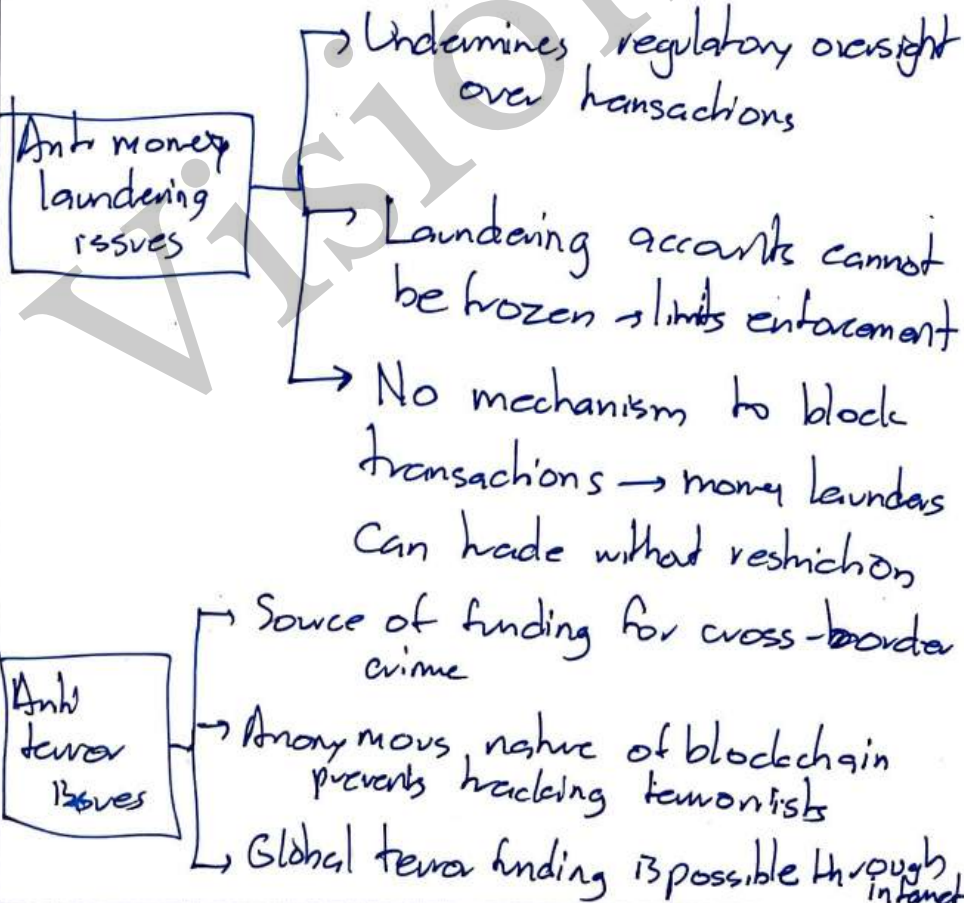 Anti money
laundering
issues
→ Undermines regulatory oversight
over transactions
→ Laundering accounts cannot
be frozen → limits enforcement
→ No mechanism to block
transactions → money launders
can trade without restriction
Anti
terror
issues
→ Source of funding for cross-border
crime
→ Anonymous nature of blockchain
prevents tracking terrorists
→ Global terror funding is possible through
Vision